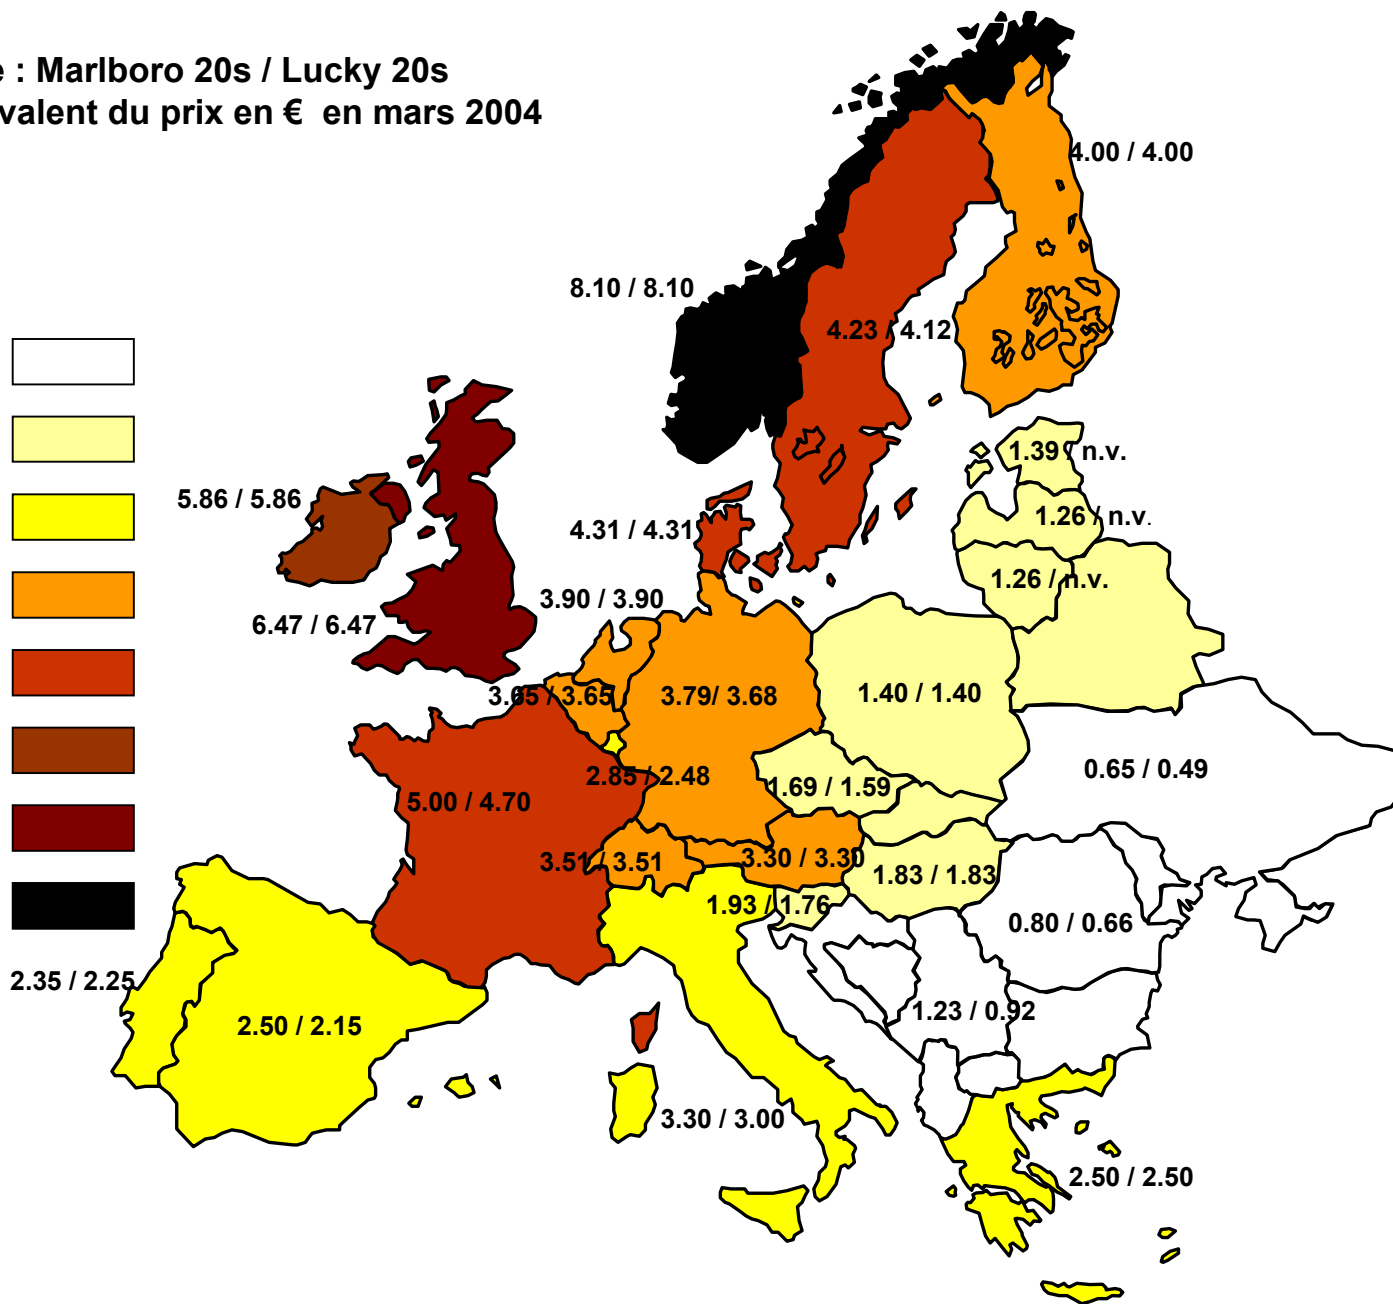 e : Marlboro 20s / Lucky 20s
valent du prix en € en mars 2004
4.00 / 4.00
8.10 / 8.10
4.23 / 4.12
1.39 / n.v.
5.86 / 5.86
1.26 / n.v.
4.31 / 4.31
1.26 / n.v.
3.90 / 3.90
6.47 / 6.47
3.65 / 3.65
3.79/ 3.68
1.40 / 1.40
2.85 / 2.48
0.65 / 0.49
1.69 / 1.59
5.00 / 4.70
3.51 / 3.51
3.30 / 3.30
1.83 / 1.83
1.93 / 1.76
0.80 / 0.66
2.35 / 2.25
1.23 / 0.92
2.50 / 2.15
3.30 / 3.00
2.50 / 2.50